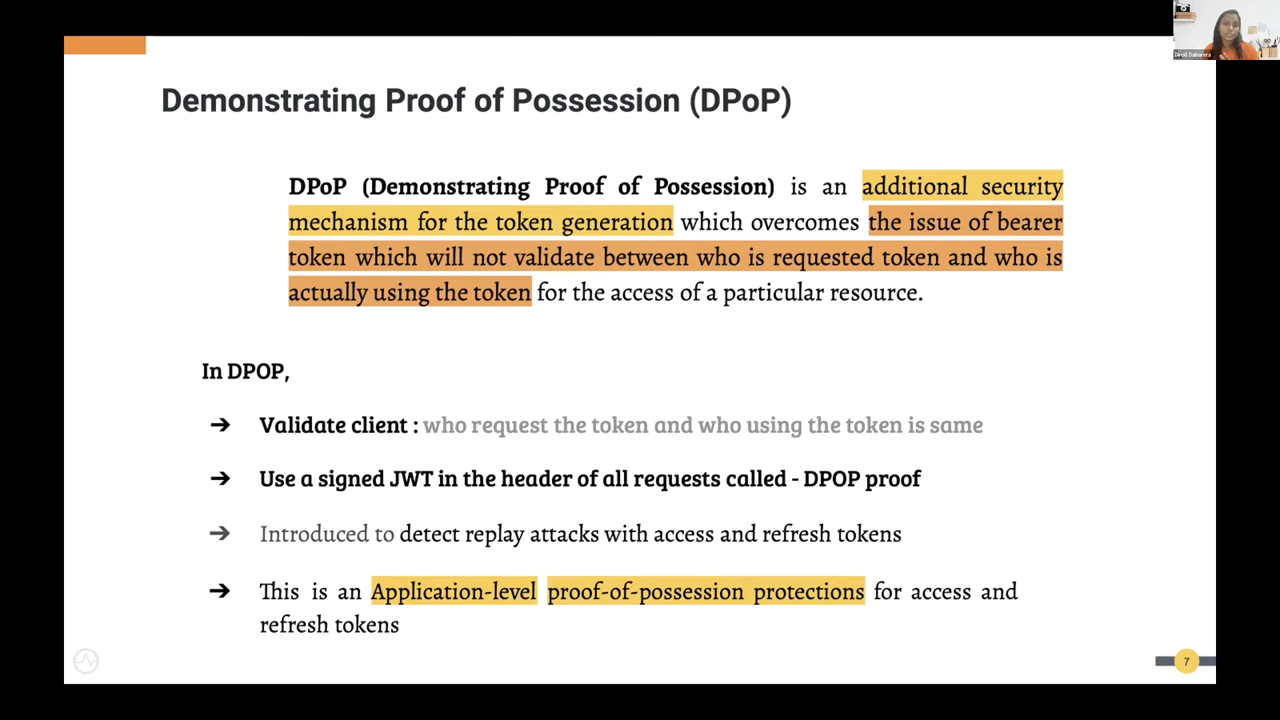 Demonstrating Proof of Possession (DPoP)
DPoP (Demonstrating Proof of Possession) is an additional security
mechanism for the token generation which overcomes the issue of bearer
token which will not validate between who is requested token and who is
actually using the token for the access of a particular resource.
In DPOP,
➔ Validate client : who request the token and who using the token is same
➔ Use a signed JWT in the header of all requests called - DPOP proof
➔ Introduced to detect replay attacks with access and refresh tokens
➔ This is an Application-level proof-of-possession protections for access and
refresh tokens
7